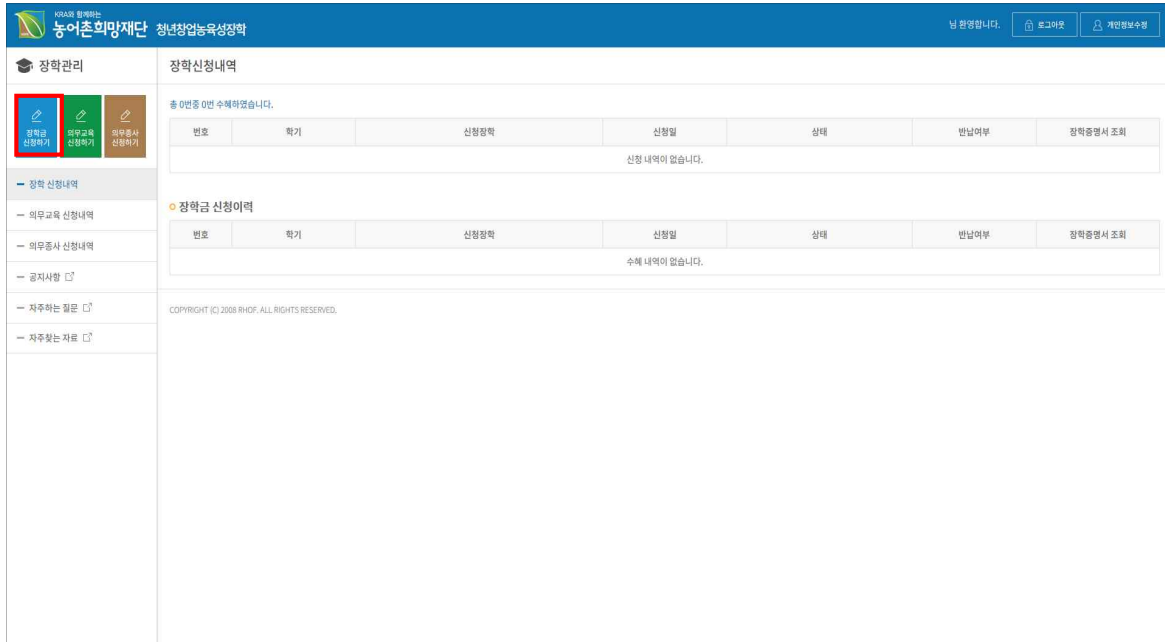 KRA와 함께하는
농어촌희망재단 청년창업농육성장학
님 환영합니다.
로그아웃
개인정보수정
장학관리
장학신청내역
장학금
신청하기
의무교육
신청하기
의무종사
신청하기
총 0번중 0번 수혜하였습니다.
번호 학기 신청장학 신청일 상태 반납여부 장학증명서 조회
신청 내역이 없습니다.
장학 신청내역
의무교육 신청내역
의무종사 신청내역
공지사항
자주하는 질문
자주찾는 자료
장학금 신청이력
번호 학기 신청장학 신청일 상태 반납여부 장학증명서 조회
수혜 내역이 없습니다.
COPYRIGHT (C) 2008 RHOF. ALL RIGHTS RESERVED.